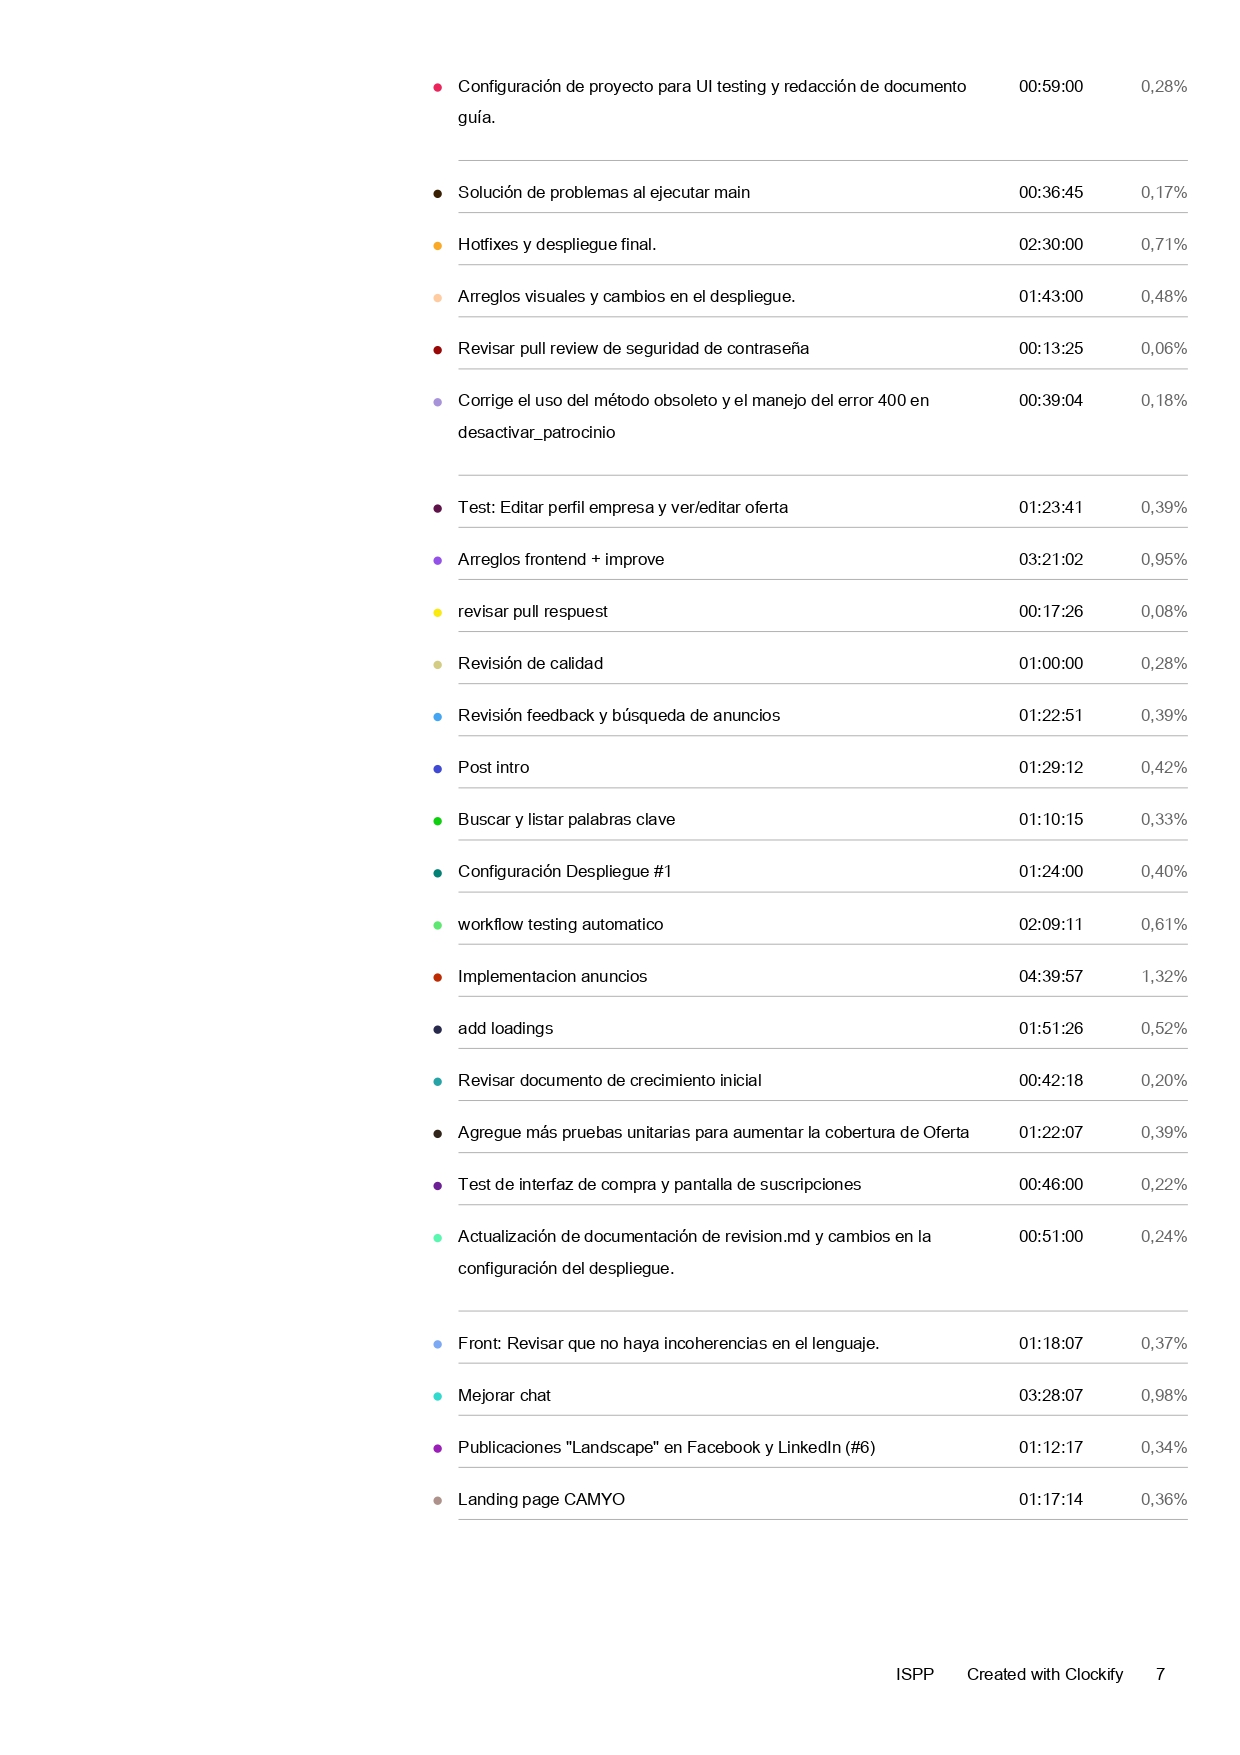 Configuración de proyecto para UI testing y redacción de documento 00:59:00 0,28%
guía.
Solución de problemas al ejecutar main 00:36:45 0,17%
Hotfixes y despliegue final. 02:30:00 0,71%
Arreglos visuales y cambios en el despliegue. 01:43:00 0,48%
Revisar pull review de seguridad de contraseña 00:13:25 0,06%
Corrige el uso del método obsoleto y el manejo del error 400 en 00:39:04 0,18%
desactivar_patrocinio
Test: Editar perfil empresa y ver/editar oferta 01:23:41 0,39%
Arreglos frontend + improve 03:21:02 0,95%
revisar pull respuest 00:17:26 0,08%
Revisión de calidad 01:00:00 0,28%
Revisión feedback y búsqueda de anuncios 01:22:51 0,39%
Post intro 01:29:12 0,42%
Buscar y listar palabras clave 01:10:15 0,33%
Configuración Despliegue #1 01:24:00 0,40%
workflow testing automatico 02:09:11 0,61%
Implementacion anuncios 04:39:57 1,32%
add loadings 01:51:26 0,52%
Revisar documento de crecimiento inicial 00:42:18 0,20%
Agregue más pruebas unitarias para aumentar la cobertura de Oferta 01:22:07 0,39%
Test de interfaz de compra y pantalla de suscripciones 00:46:00 0,22%
Actualización de documentación de revision.md y cambios en la 00:51:00 0,24%
configuración del despliegue.
Front: Revisar que no haya incoherencias en el lenguaje. 01:18:07 0,37%
Mejorar chat 03:28:07 0,98%
Publicaciones "Landscape" en Facebook y LinkedIn (#6) 01:12:17 0,34%
Landing page CAMYO 01:17:14 0,36%
ISPP Created with Clockify 7